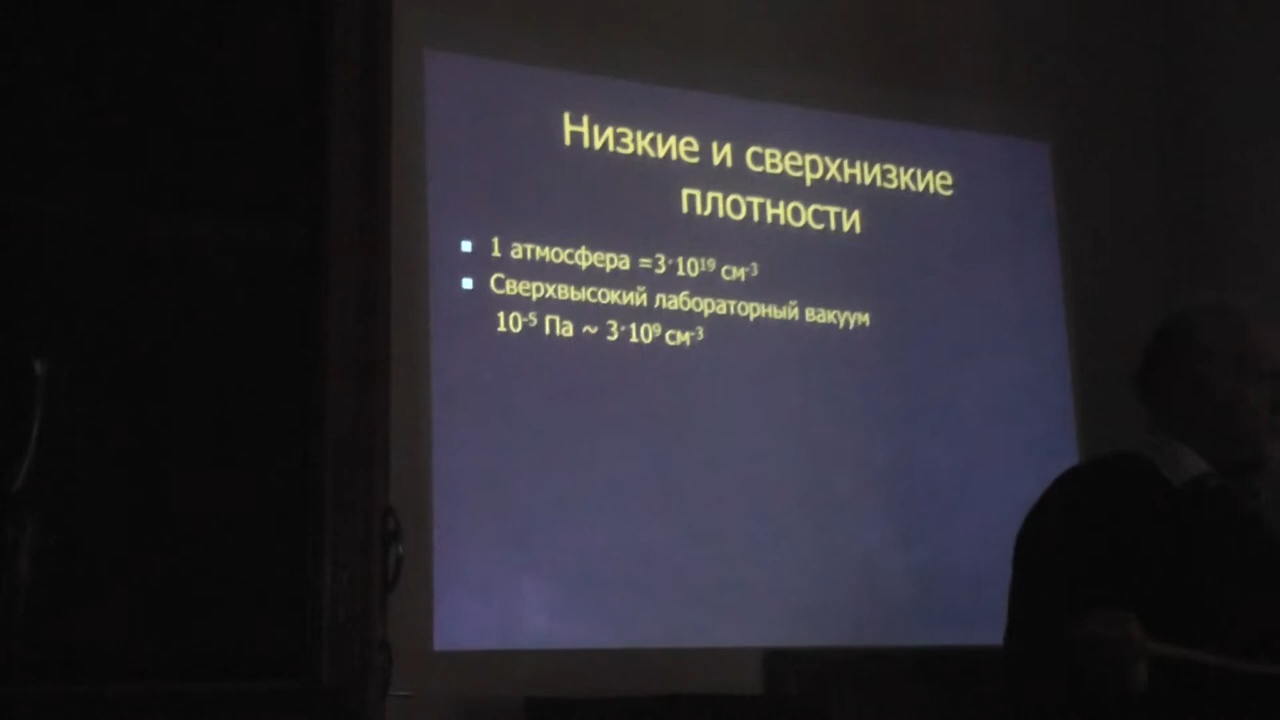 Низкие и сверхнизкие
плотности
▪ 1 атмосфера =3·10¹⁹ см⁻³
▪ Сверхвысокий лабораторный вакуум
10⁻⁵ Па ~ 3·10⁹ см⁻³